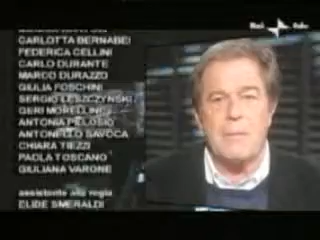 CARLOTTA BERNABEI
FEDERICA CELLINI
CARLO DURANTE
MARCO DURAZZO
GIULIA FOSCHINI
SERGIO LESZCZYNSKI
GERI MORELLINI
ANTONIA PELOSIO
ANTONELLO SAVOCA
CHIARA TIEZZI
PAOLA TOSCANO
GIULIANA VARONE
assistente alla regia
ELIDE SMERALDI